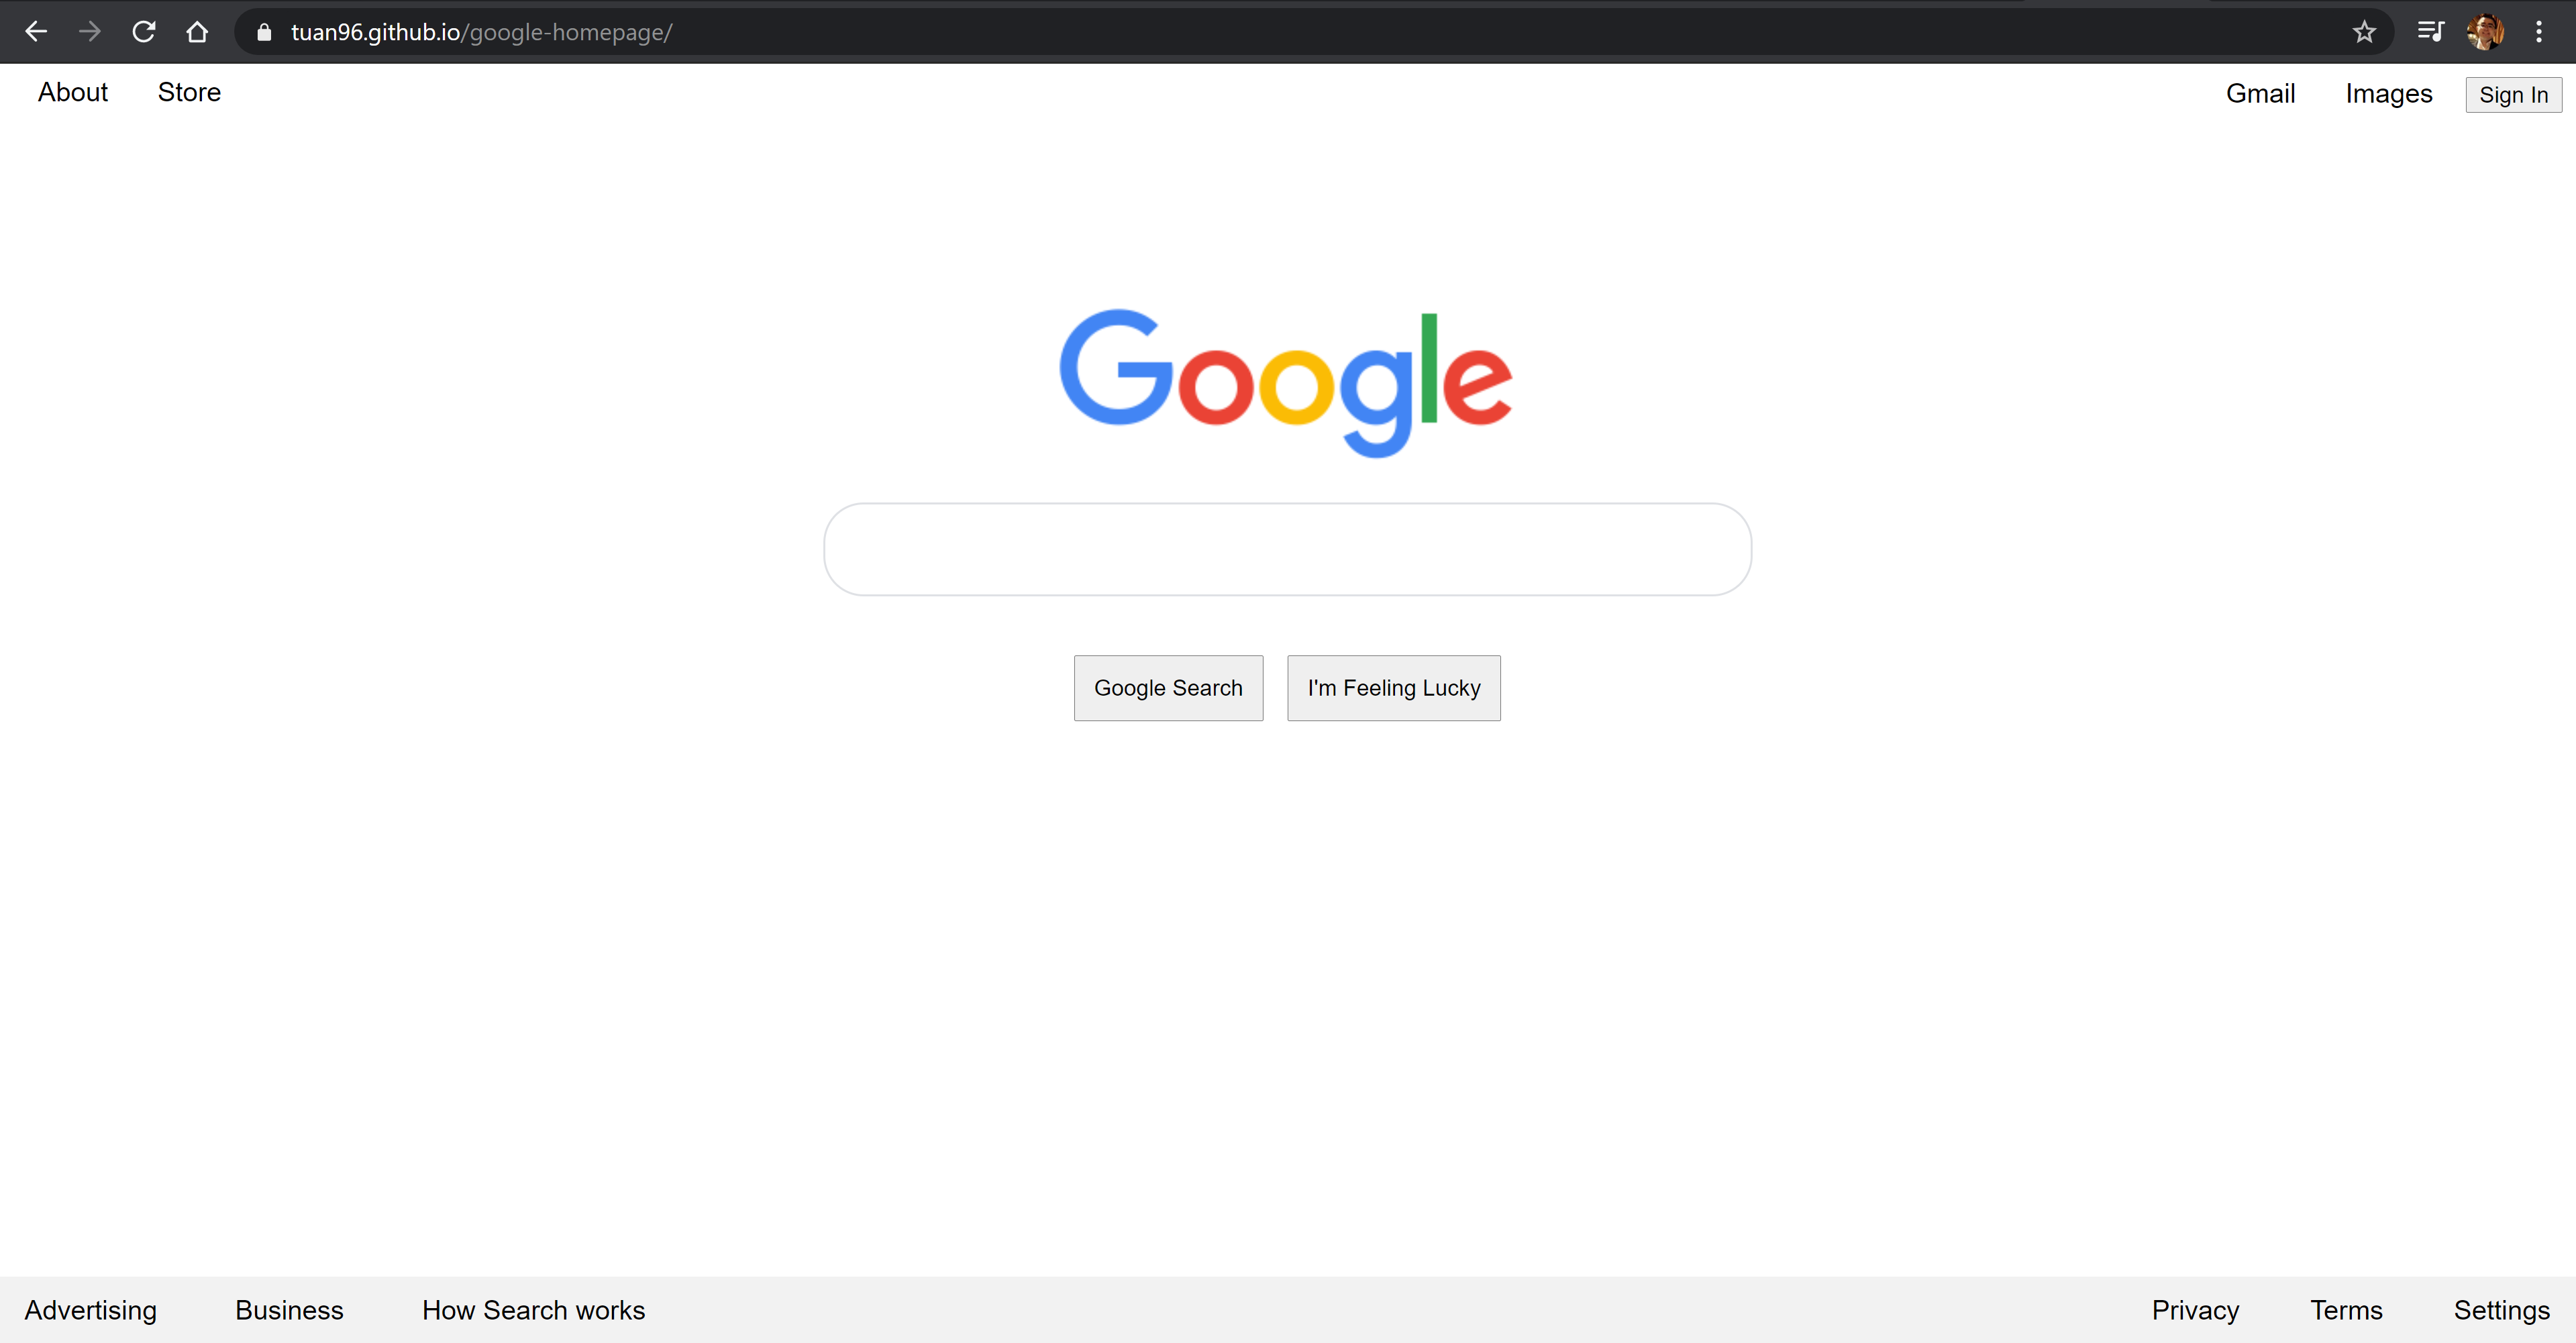 tuan96.github.io/google-homepage/
About Store Gmail Images Sign In
Google
Google Search I'm Feeling Lucky
Advertising Business How Search works Privacy Terms Settings